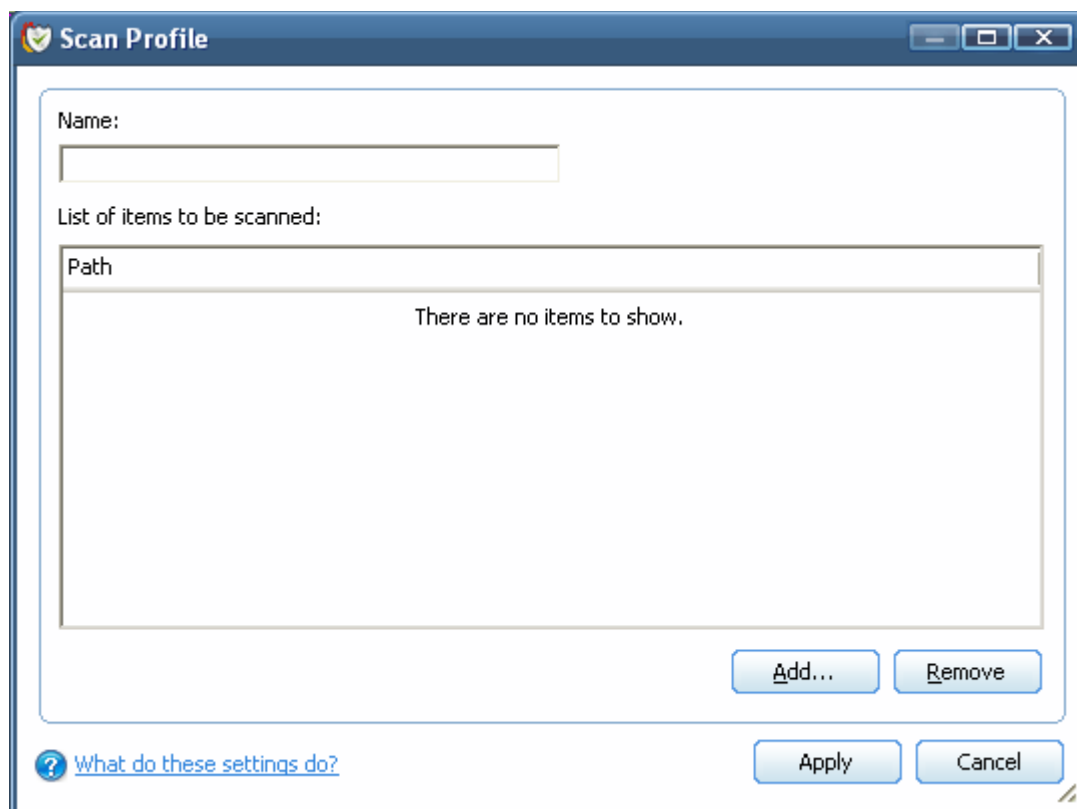 Scan Profile
Name:
List of items to be scanned:
Path
There are no items to show.
Add...
Remove
What do these settings do?
Apply
Cancel